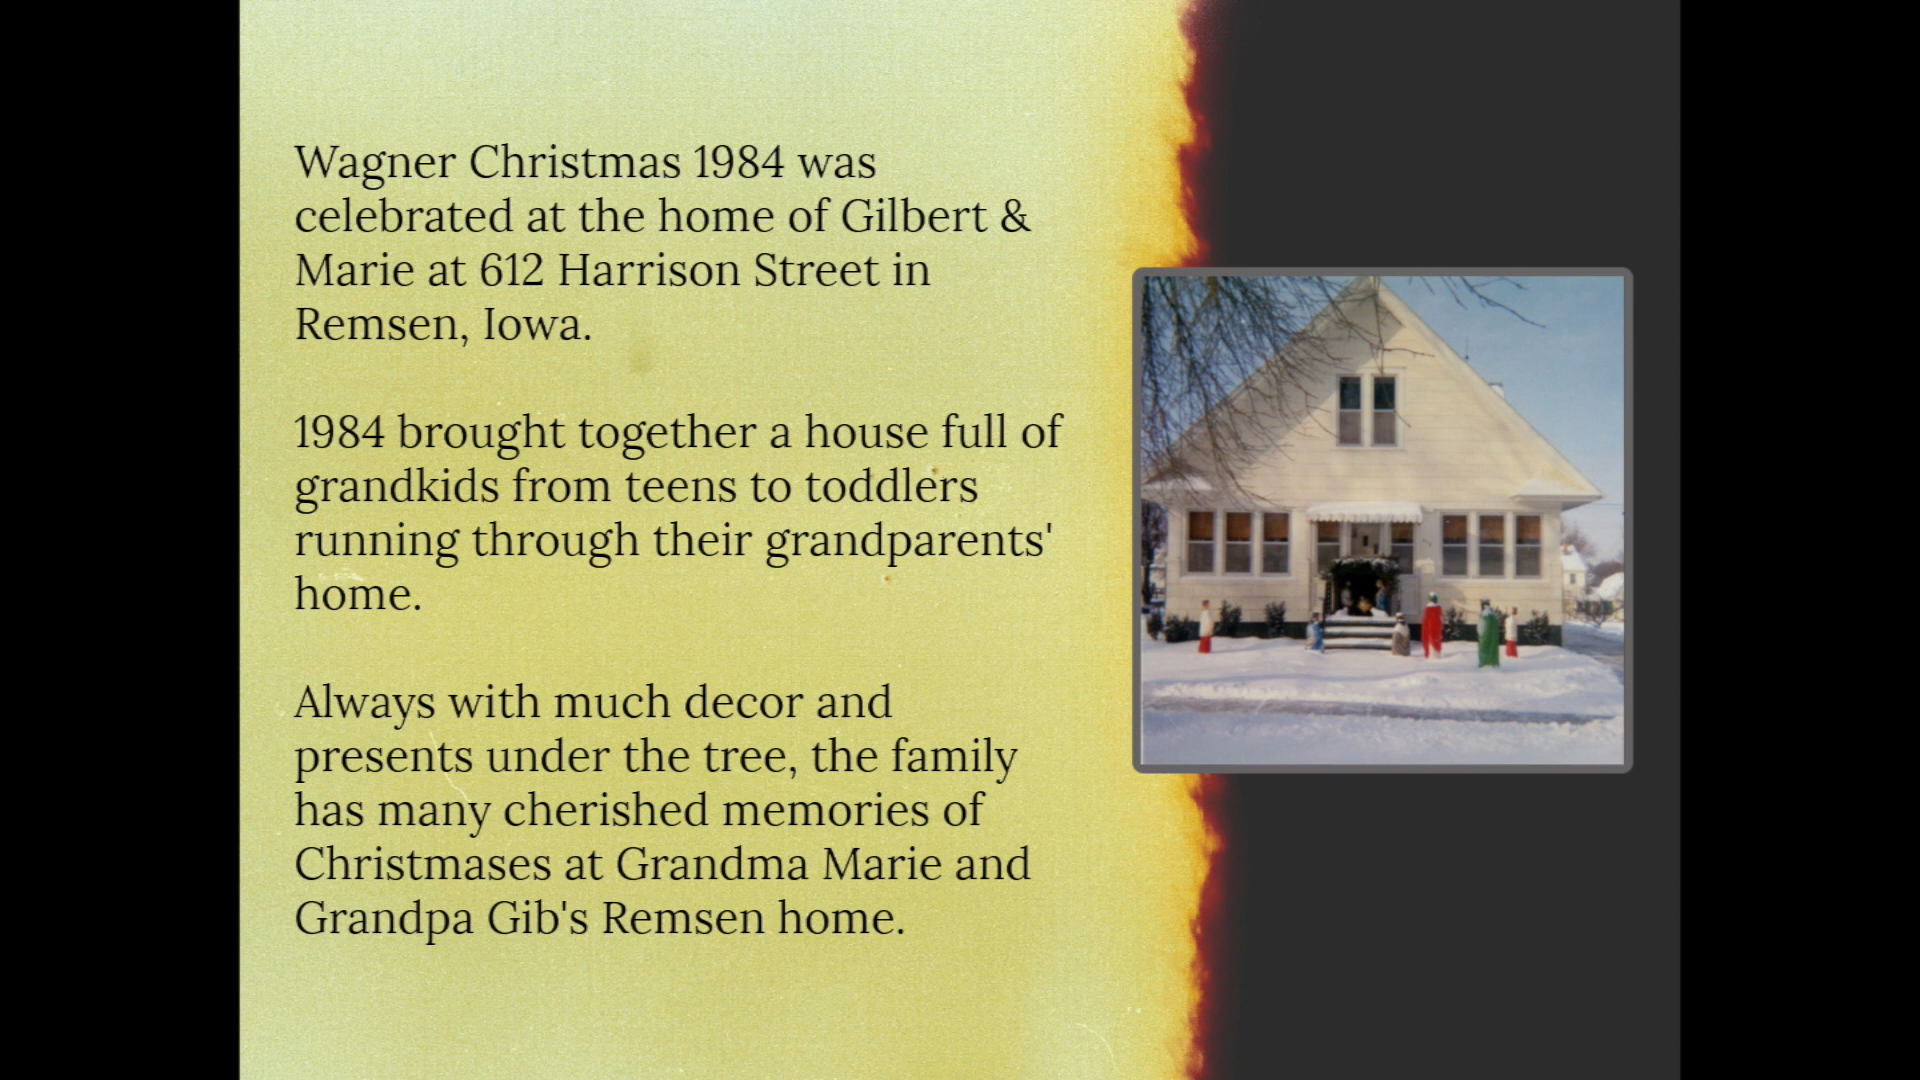 Wagner Christmas 1984 was
celebrated at the home of Gilbert &
Marie at 612 Harrison Street in
Remsen, Iowa.
1984 brought together a house full of
grandkids from teens to toddlers
running through their grandparents'
home.
Always with much decor and
presents under the tree, the family
has many cherished memories of
Christmases at Grandma Marie and
Grandpa Gib's Remsen home.